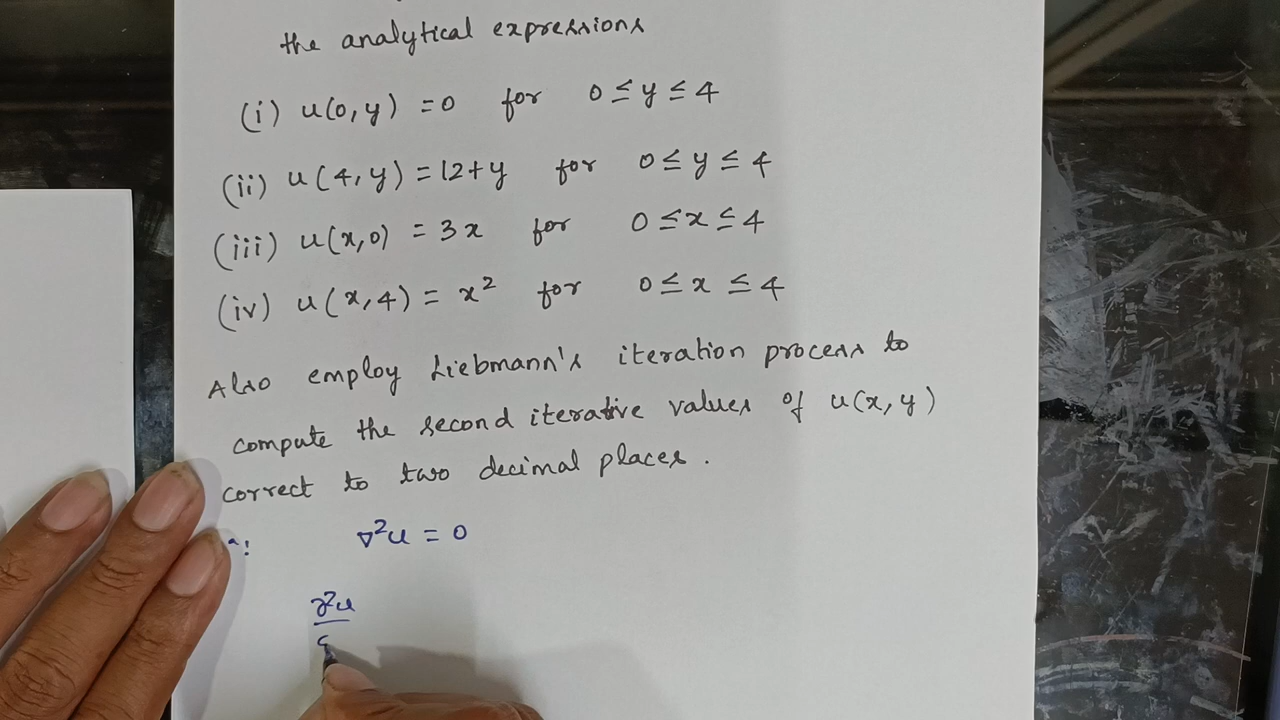 the analytical expressions
(i) u(0,y) = 0 for 0 ≤ y ≤ 4
(ii) u(4,y) = 12+y for 0 ≤ y ≤ 4
(iii) u(x,0) = 3x for 0 ≤ x ≤ 4
(iv) u(x,4) = x² for 0 ≤ x ≤ 4
Also employ Liebmann's iteration process to
compute the second iterative values of u(x,y)
correct to two decimal places.
∇²u = 0
∂²u